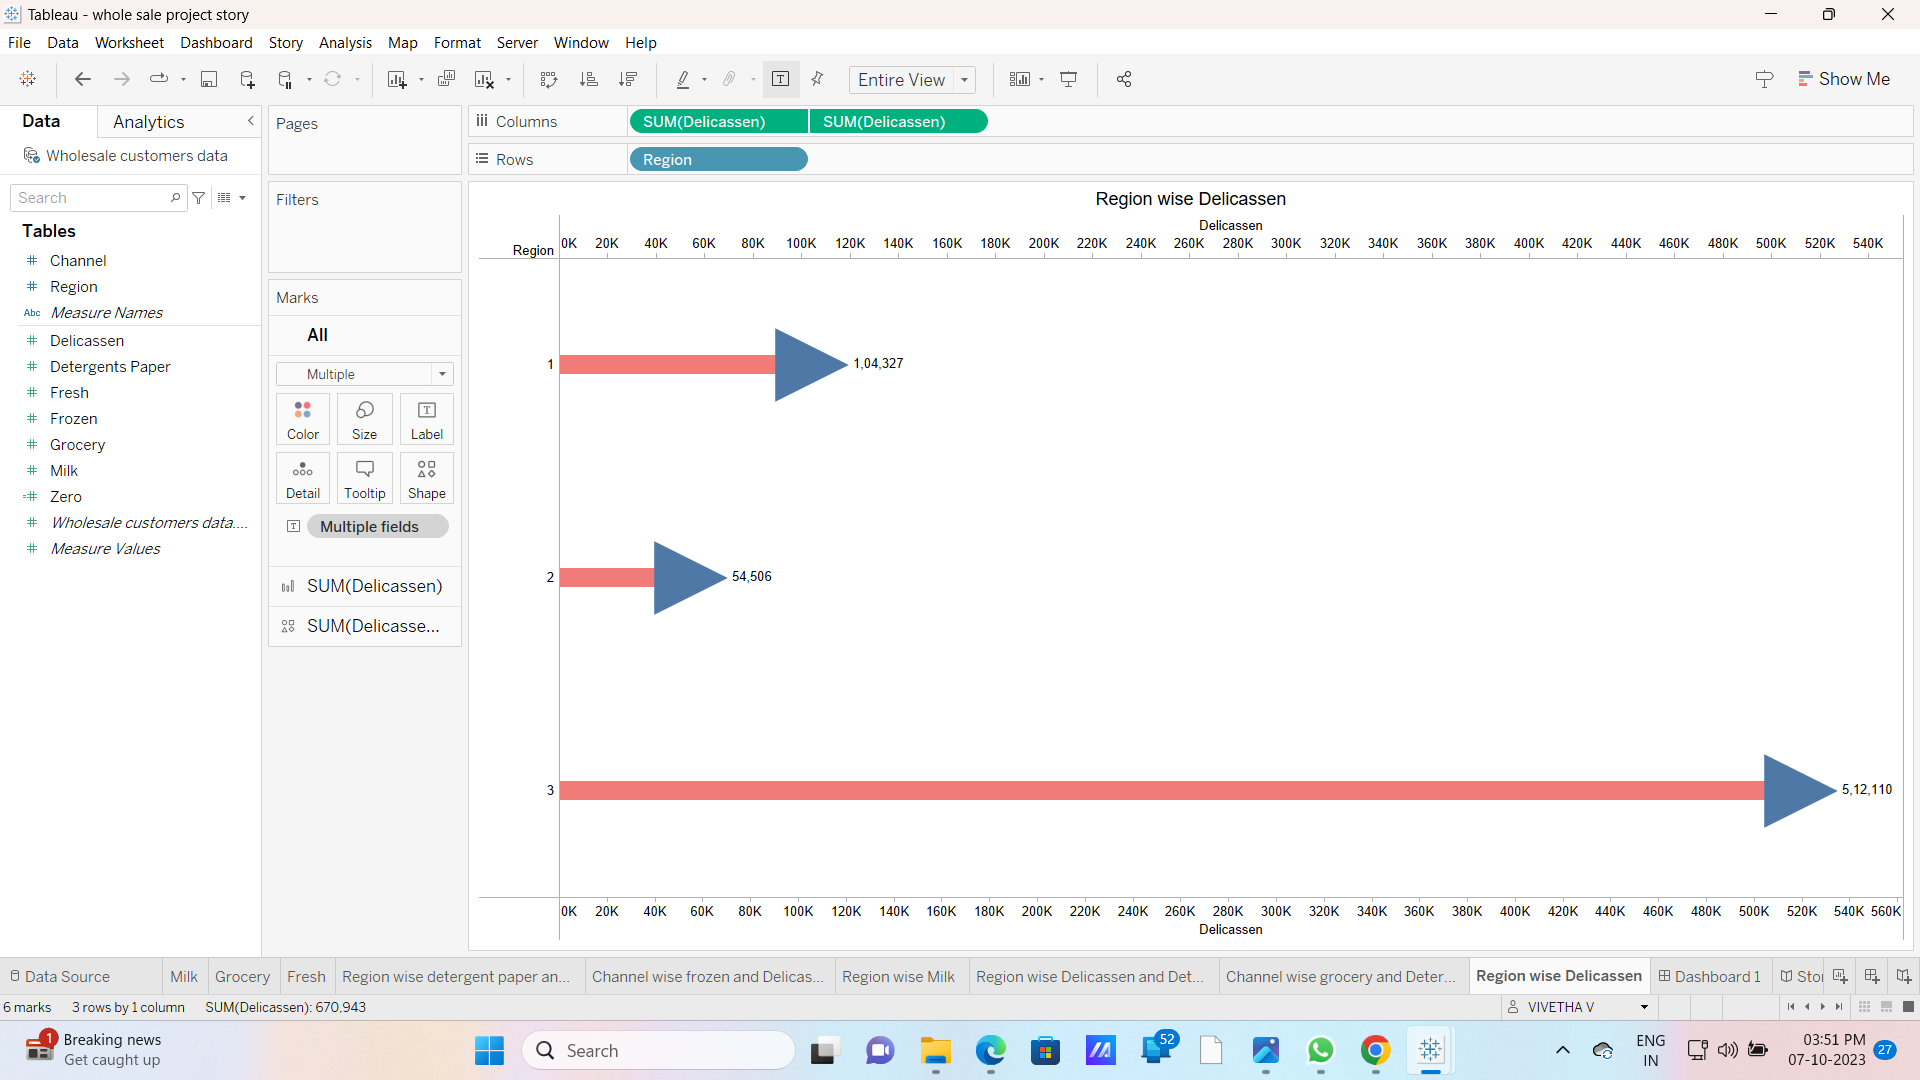 Tableau - whole sale project story
File Data Worksheet Dashboard Story Analysis Map Format Server Window Help
Entire View
Show Me
Data Analytics
Wholesale customers data
Search
Tables
Channel
Region
Abc Measure Names
Delicassen
Detergents Paper
Fresh
Frozen
Grocery
Milk
Zero
Wholesale customers data....
Measure Values
Pages
Filters
Marks
All
Multiple
Color Size Label
Detail Tooltip Shape
Multiple fields
SUM(Delicassen)
SUM(Delicasse...
Columns SUM(Delicassen) SUM(Delicassen)
Rows Region
Region wise Delicassen
Delicassen
Region 0K 20K 40K 60K 80K 100K 120K 140K 160K 180K 200K 220K 240K 260K 280K 300K 320K 340K 360K 380K 400K 420K 440K 460K 480K 500K 520K 540K
1 1,04,327
2 54,506
3 5,12,110
0K 20K 40K 60K 80K 100K 120K 140K 160K 180K 200K 220K 240K 260K 280K 300K 320K 340K 360K 380K 400K 420K 440K 460K 480K 500K 520K 540K 560K
Delicassen
Data Source Milk Grocery Fresh Region wise detergent paper an... Channel wise frozen and Delicas... Region wise Milk Region wise Delicassen and Det... Channel wise grocery and Deter... Region wise Delicassen Dashboard 1 Sto
6 marks 3 rows by 1 column SUM(Delicassen): 670,943 VIVETHA V
1 Breaking news
Get caught up
Search
52
ENG
IN
03:51 PM
07-10-2023
27